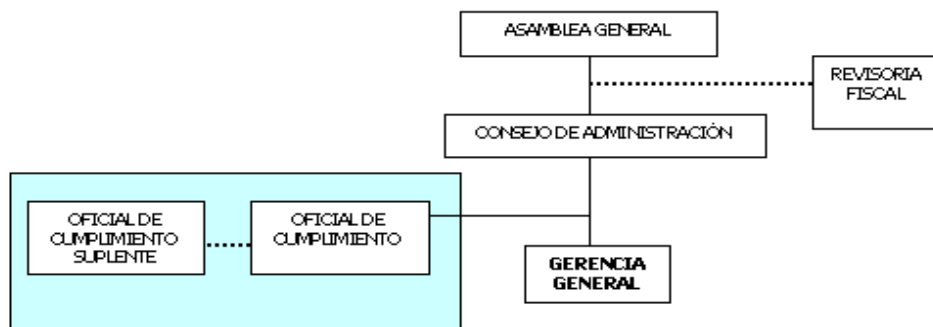 ASAMBLEA GENERAL
REVISORIA
FISCAL
CONSEJO DE ADMINISTRACIÓN
OFICIAL DE
CUMPLIMIENTO
SUPLENTE
OFICIAL DE
CUMPLIMIENTO
GERENCIA
GENERAL